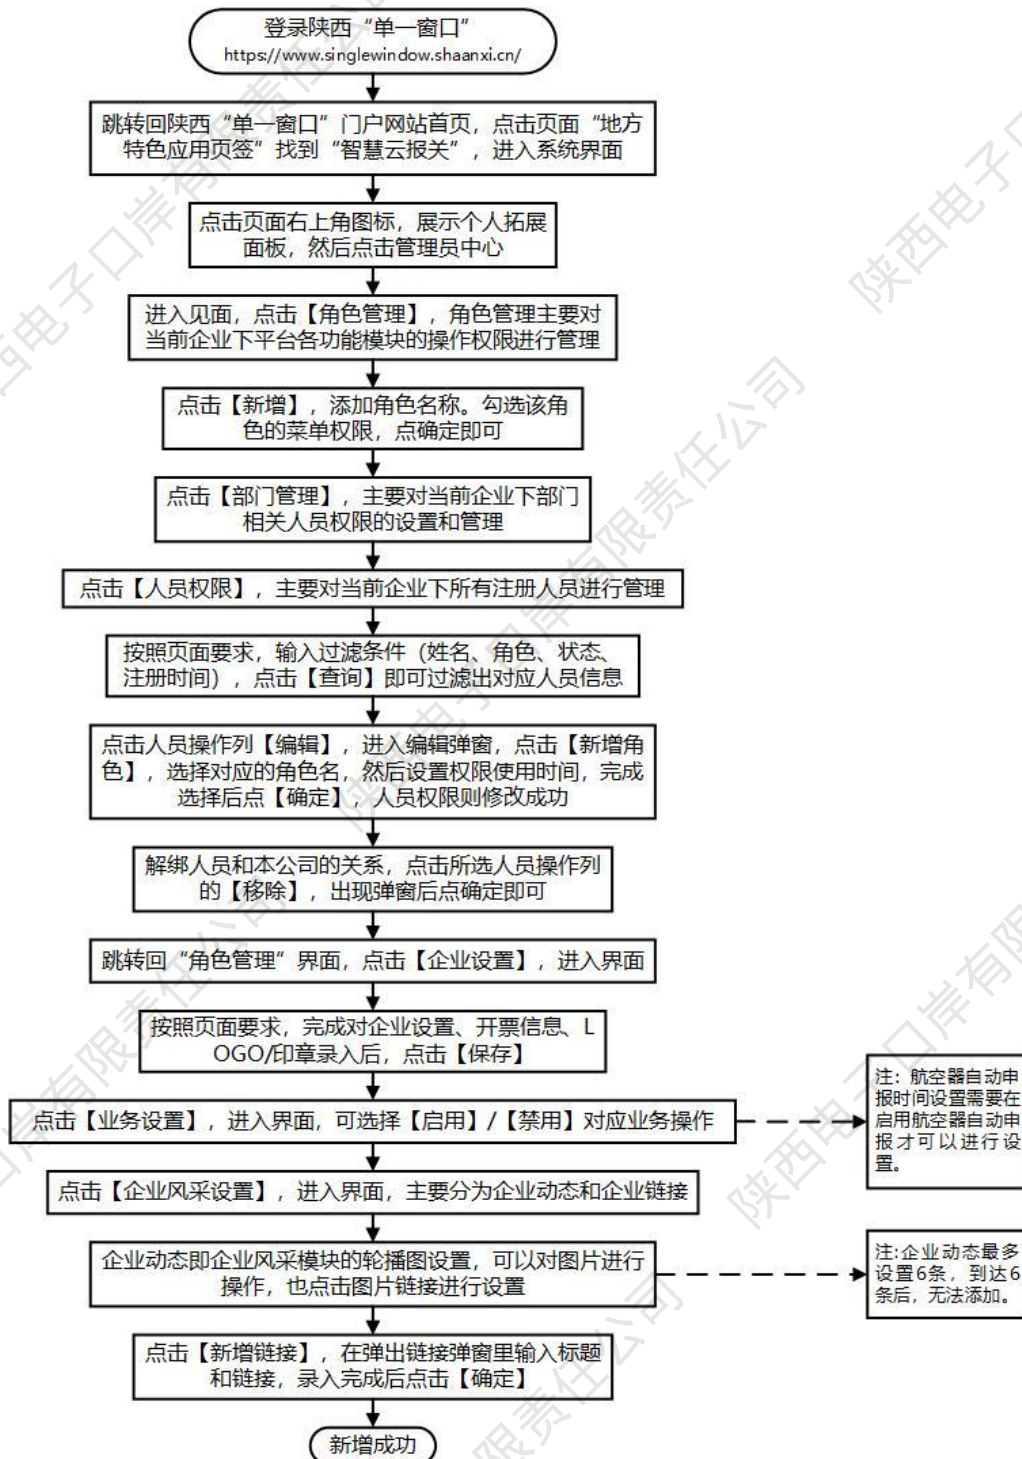 登录陕西“单一窗口”
https://www.singlewindow.shaanxi.cn/
跳转回陕西“单一窗口”门户网站首页，点击页面“地方
特色应用页签”找到“智慧云报关”，进入系统界面
点击页面右上角图标，展示个人拓展
面板，然后点击管理员中心
进入见面，点击【角色管理】，角色管理主要对
当前企业下平台各功能模块的操作权限进行管理
点击【新增】，添加角色名称。勾选该角
色的菜单权限，点确定即可
点击【部门管理】，主要对当前企业下部门
相关人员权限的设置和管理
点击【人员权限】，主要对当前企业下所有注册人员进行管理
按照页面要求，输入过滤条件（姓名、角色、状态、
注册时间），点击【查询】即可过滤出对应人员信息
点击人员操作列【编辑】，进入编辑弹窗，点击【新增角
色】，选择对应的角色名，然后设置权限使用时间，完成
选择后点【确定】，人员权限则修改成功
解绑人员和本公司的关系，点击所选人员操作列
的【移除】，出现弹窗后点确定即可
跳转回“角色管理”界面，点击【企业设置】，进入界面
按照页面要求，完成对企业设置、开票信息、L
OGO/印章录入后，点击【保存】
点击【业务设置】，进入界面，可选择【启用】/【禁用】对应业务操作
注：航空器自动申
报时间设置需要在
启用航空器自动申
报才可以进行设
置。
点击【企业风采设置】，进入界面，主要分为企业动态和企业链接
企业动态即企业风采模块的轮播图设置，可以对图片进行
操作，也点击图片链接进行设置
注:企业动态最多
设置6条，到达6
条后，无法添加。
点击【新增链接】，在弹出链接弹窗里输入标题
和链接，录入完成后点击【确定】
新增成功
陕西电子口岸有限责任公司